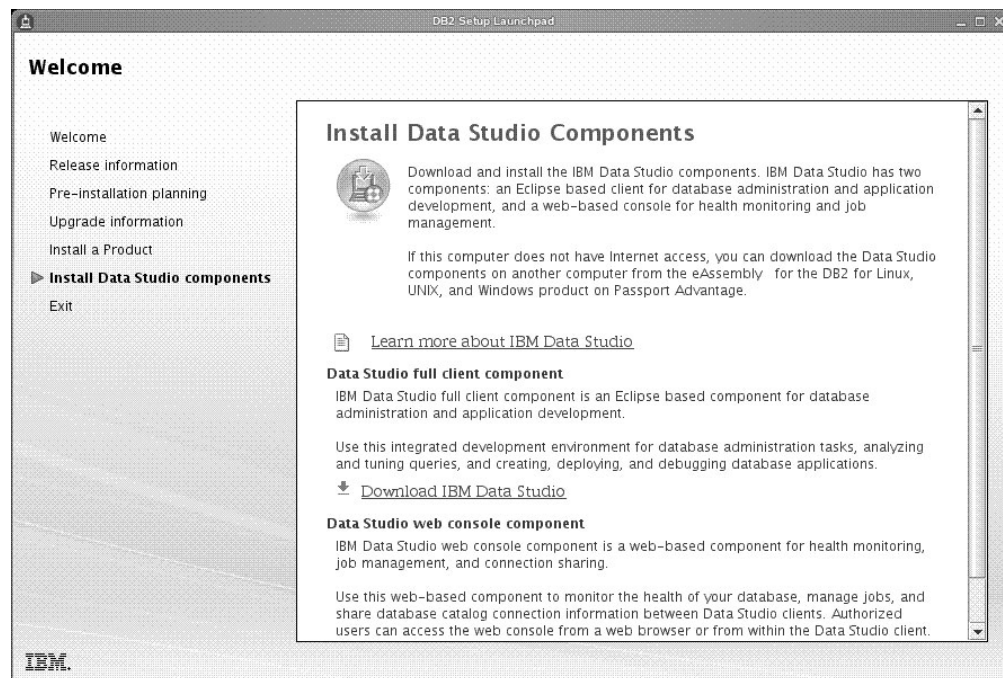 DB2 Setup Launchpad
Welcome
Welcome
Release information
Pre-installation planning
Upgrade information
Install a Product
Install Data Studio components
Exit
Install Data Studio Components
Download and install the IBM Data Studio components. IBM Data Studio has two
components: an Eclipse based client for database administration and application
development, and a web-based console for health monitoring and job
management.
If this computer does not have Internet access, you can download the Data Studio
components on another computer from the eAssembly for the DB2 for Linux,
UNIX, and Windows product on Passport Advantage.
Learn more about IBM Data Studio
Data Studio full client component
IBM Data Studio full client component is an Eclipse based component for database
administration and application development.
Use this integrated development environment for database administration tasks, analyzing
and tuning queries, and creating, deploying, and debugging database applications.
Download IBM Data Studio
Data Studio web console component
IBM Data Studio web console component is a web-based component for health monitoring,
job management, and connection sharing.
Use this web-based component to monitor the health of your database, manage jobs, and
share database catalog connection information between Data Studio clients. Authorized
users can access the web console from a web browser or from within the Data Studio client.
IBM.